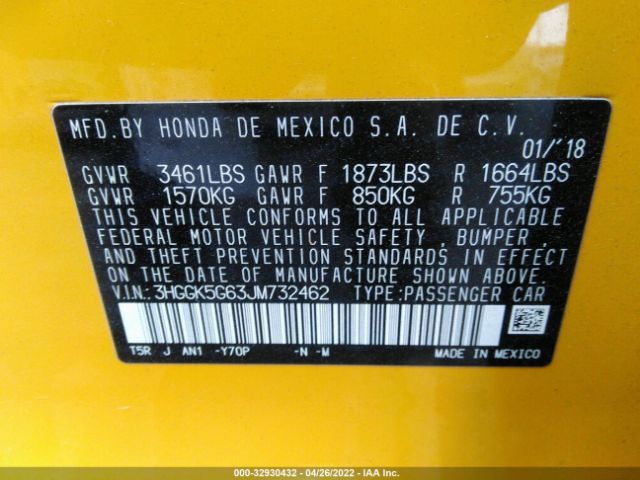 MFD. BY HONDA DE MEXICO S.A. DE C.V.
01/'18
GVWR 3461LBS GAWR F 1873LBS R 1664LBS
GVWR 1570KG GAWR F 850KG R 755KG
THIS VEHICLE CONFORMS TO ALL APPLICABLE
FEDERAL MOTOR VEHICLE SAFETY , BUMPER ,
AND THEFT PREVENTION STANDARDS IN EFFECT
ON THE DATE OF MANUFACTURE SHOWN ABOVE.
V.I.N.:3HGGK5G63JM732462 TYPE:PASSENGER CAR
T5R J AN1 -Y70P -N -M MADE IN MEXICO
000-32930432 - 04/26/2022 - IAA Inc.